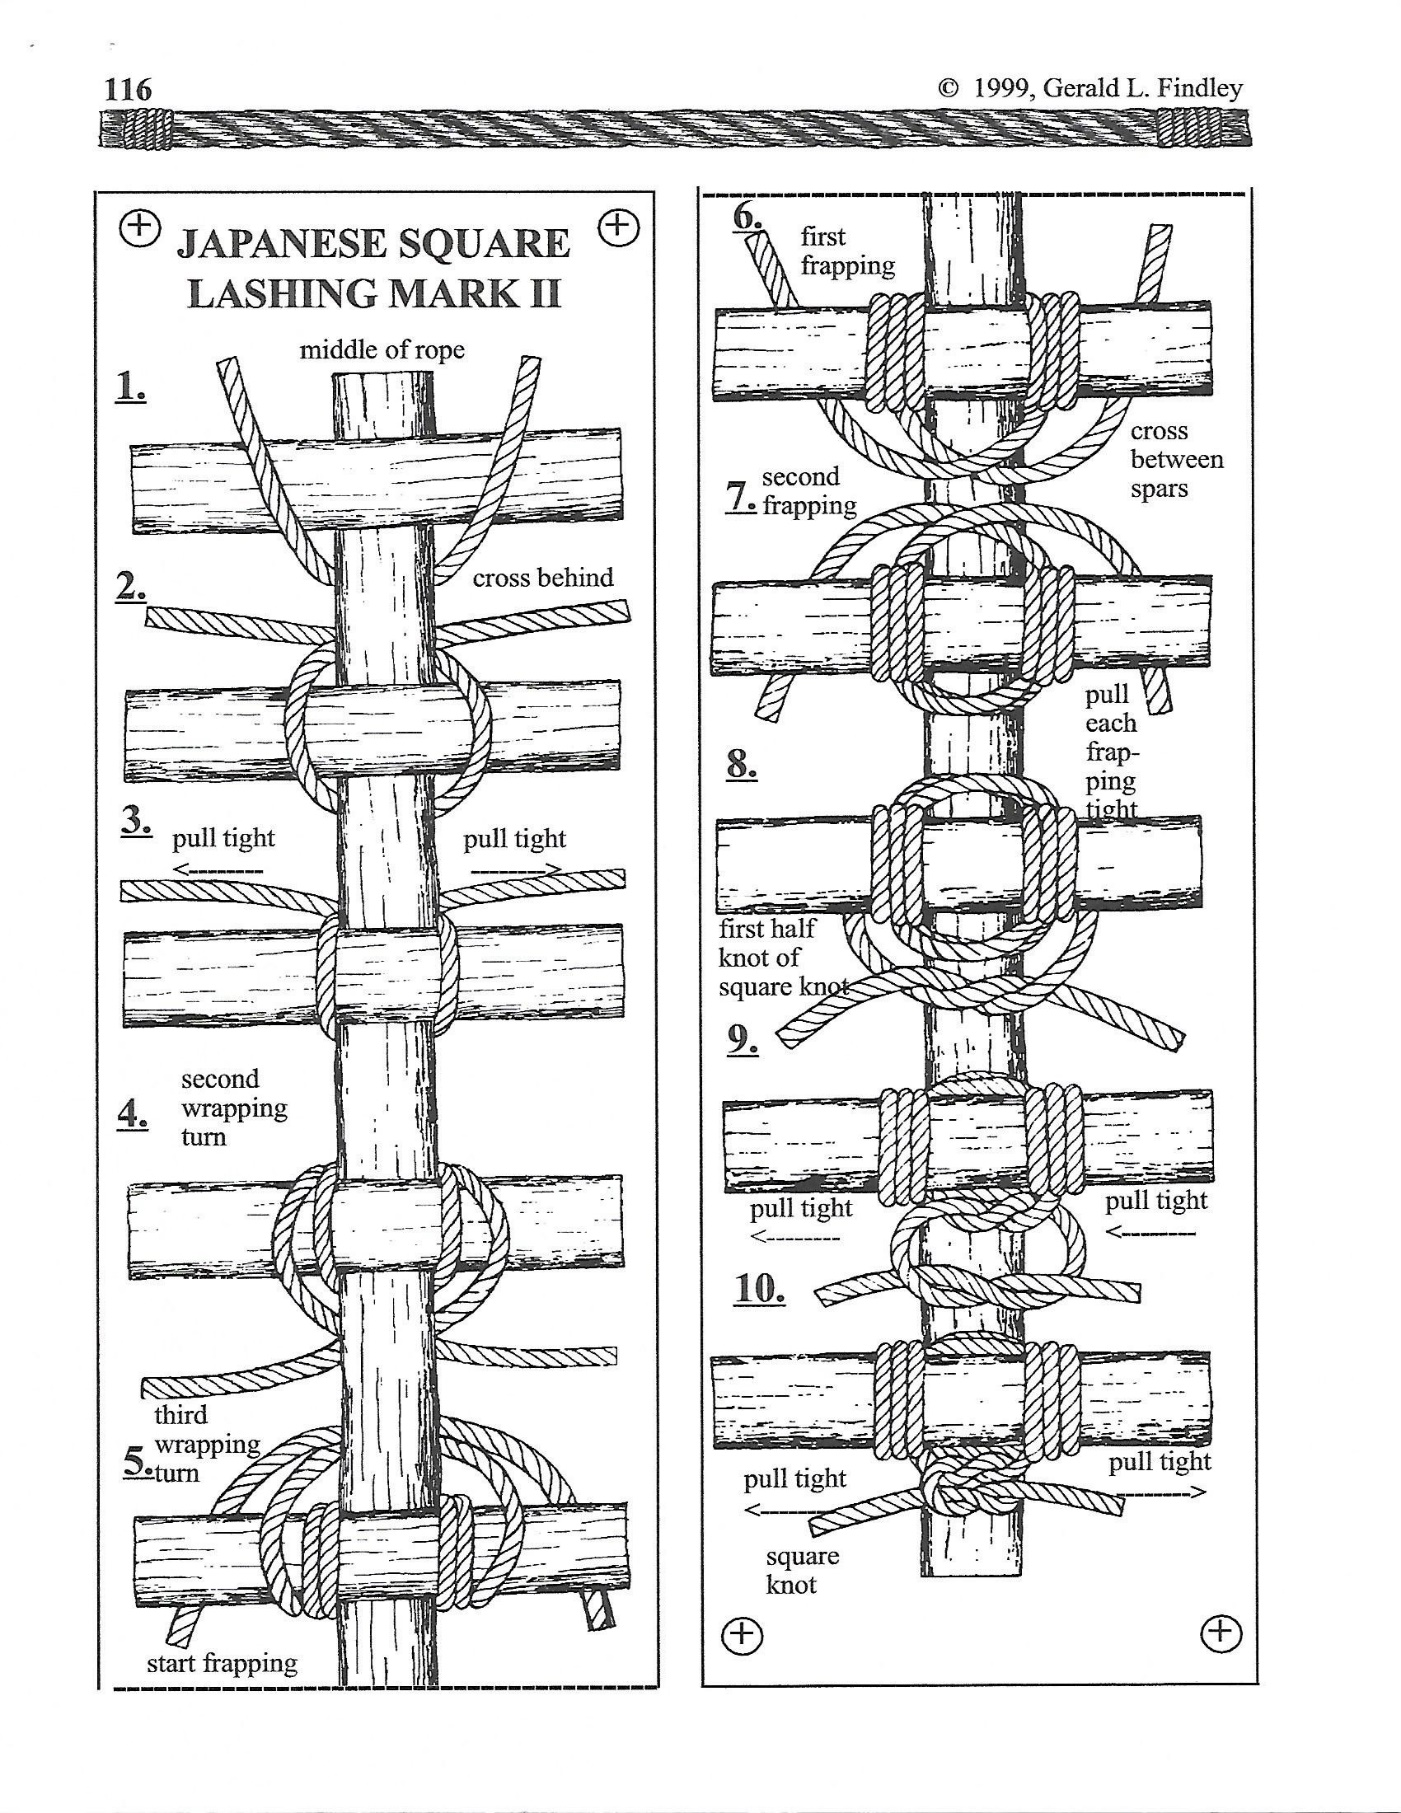 116
© 1999, Gerald L. Findley
JAPANESE SQUARE
LASHING MARK II
middle of rope
1.
2.
cross behind
3.
pull tight
pull tight
4.
second
wrapping
turn
third
wrapping
5.
turn
start frapping
6.
first
frapping
cross
between
spars
7.
second
frapping
pull
each
frap-
ping
tight
8.
first half
knot of
square knot
9.
pull tight
pull tight
10.
pull tight
pull tight
square
knot